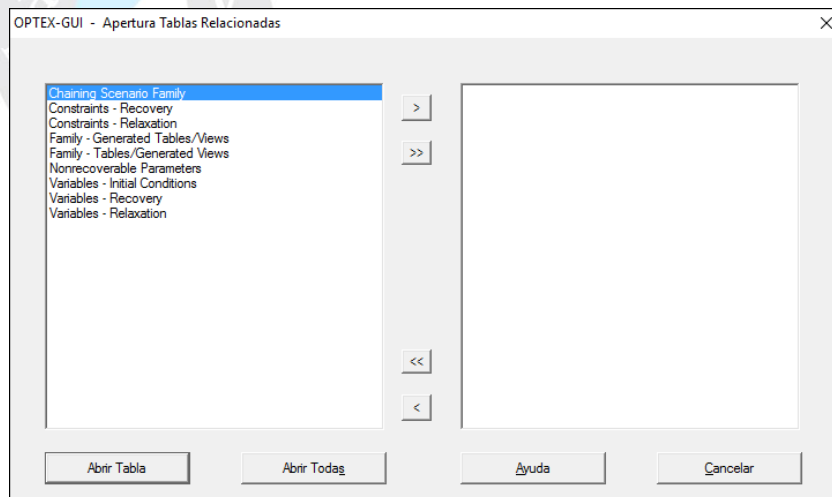 OPTEX-GUI - Apertura Tablas Relacionadas
Chaining Scenario Family
Constraints - Recovery
Constraints - Relaxation
Family - Generated Tables/Views
Family - Tables/Generated Views
Nonrecoverable Parameters
Variables - Initial Conditions
Variables - Recovery
Variables - Relaxation
>
>>
<<
<
Abrir Tabla
Abrir Todas
Ayuda
Cancelar